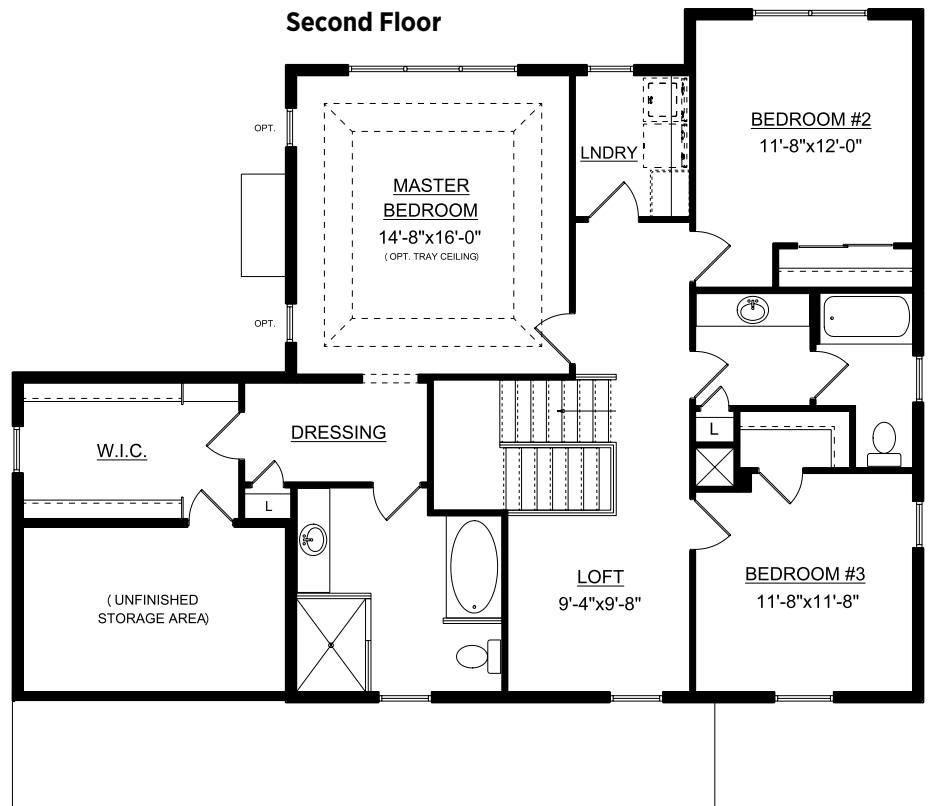 Second Floor
OPT.
MASTER
BEDROOM
14'-8"x16'-0"
(OPT. TRAY CEILING)
OPT.
LNDRY
BEDROOM #2
11'-8"x12'-0"
W.I.C.
DRESSING
L
L
(UNFINISHED
STORAGE AREA)
LOFT
9'-4"x9'-8"
BEDROOM #3
11'-8"x11'-8"